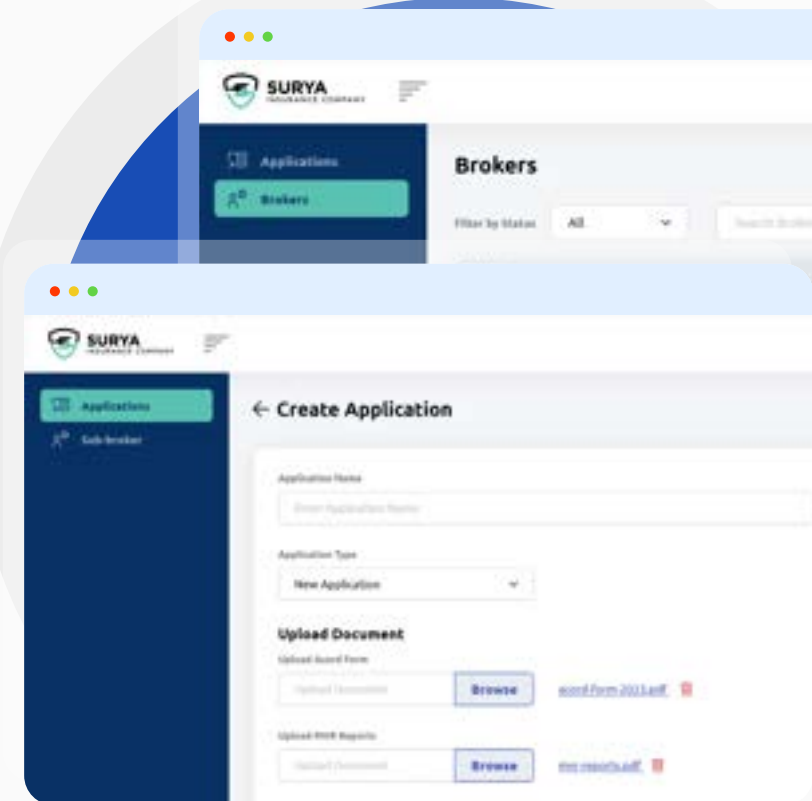 SURYA
INSURANCE COMPANY
Applications
Brokers
Brokers
Filter by Status
All
Search Broker
SURYA
INSURANCE COMPANY
Applications
Sub-broker
← Create Application
Application Name
Enter Application Name
Application Type
New Application
Upload Document
Upload Acord Form
Upload Document
Browse
acord form 2023.pdf
Upload MVR Reports
Upload Document
Browse
mvr reports.pdf